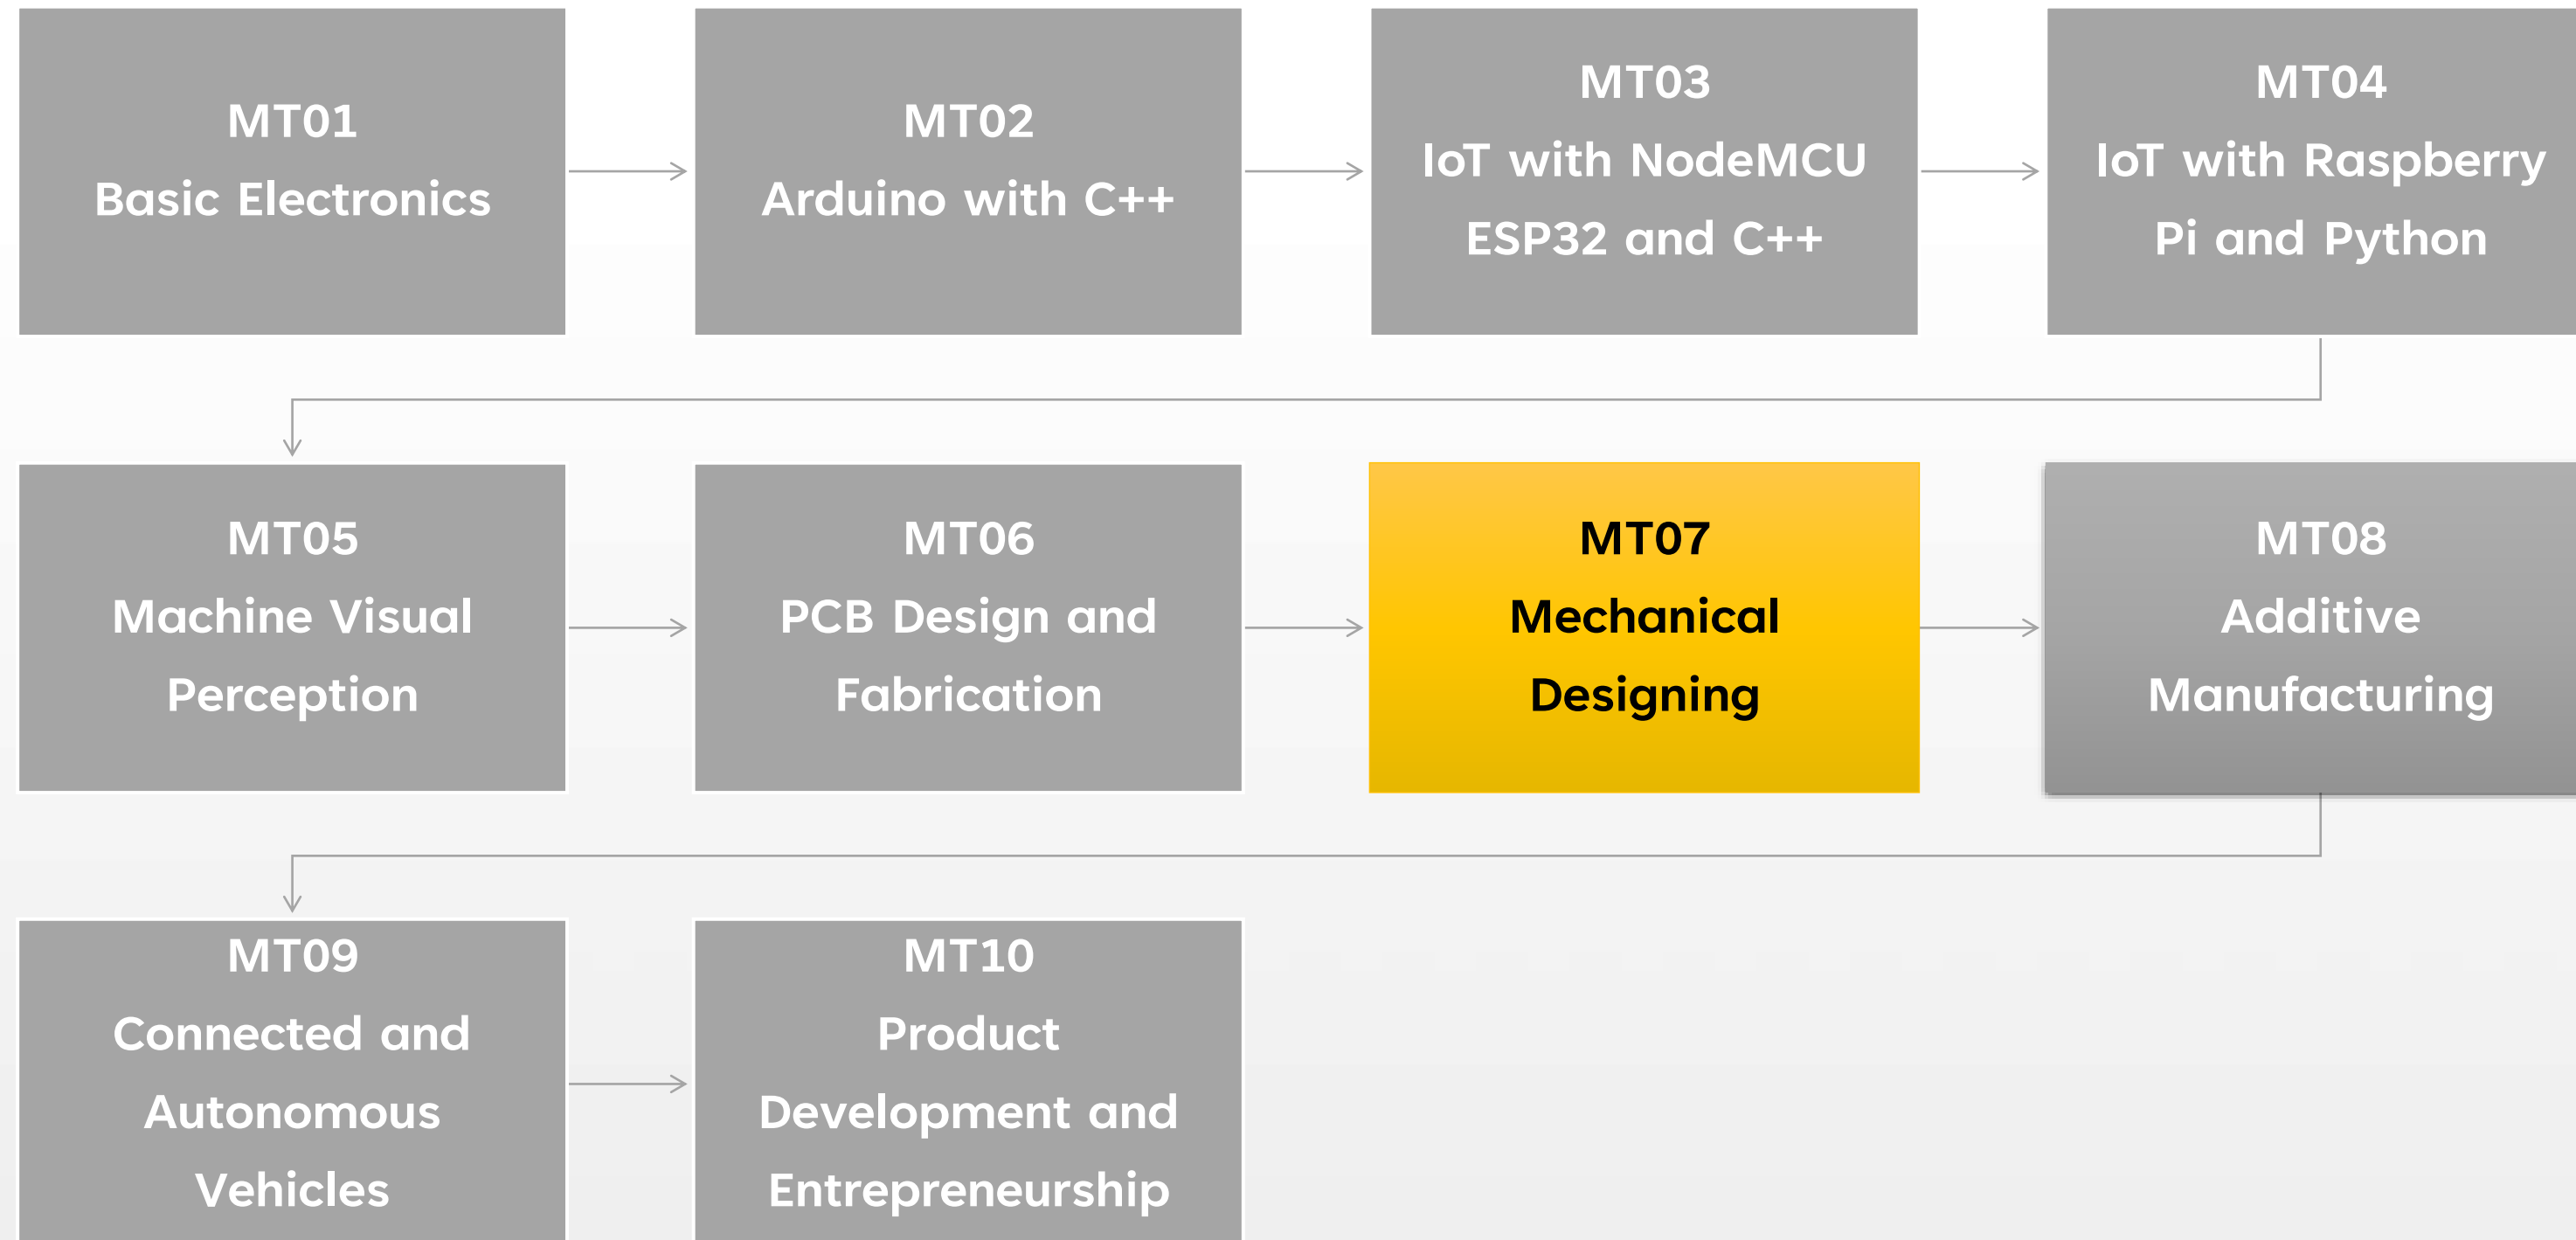 MT01
Basic Electronics
MT02
Arduino with C++
MT03
IoT with NodeMCU
ESP32 and C++
MT04
IoT with Raspberry
Pi and Python
MT05
Machine Visual
Perception
MT06
PCB Design and
Fabrication
MT07
Mechanical
Designing
MT08
Additive
Manufacturing
MT09
Connected and
Autonomous
Vehicles
MT10
Product
Development and
Entrepreneurship